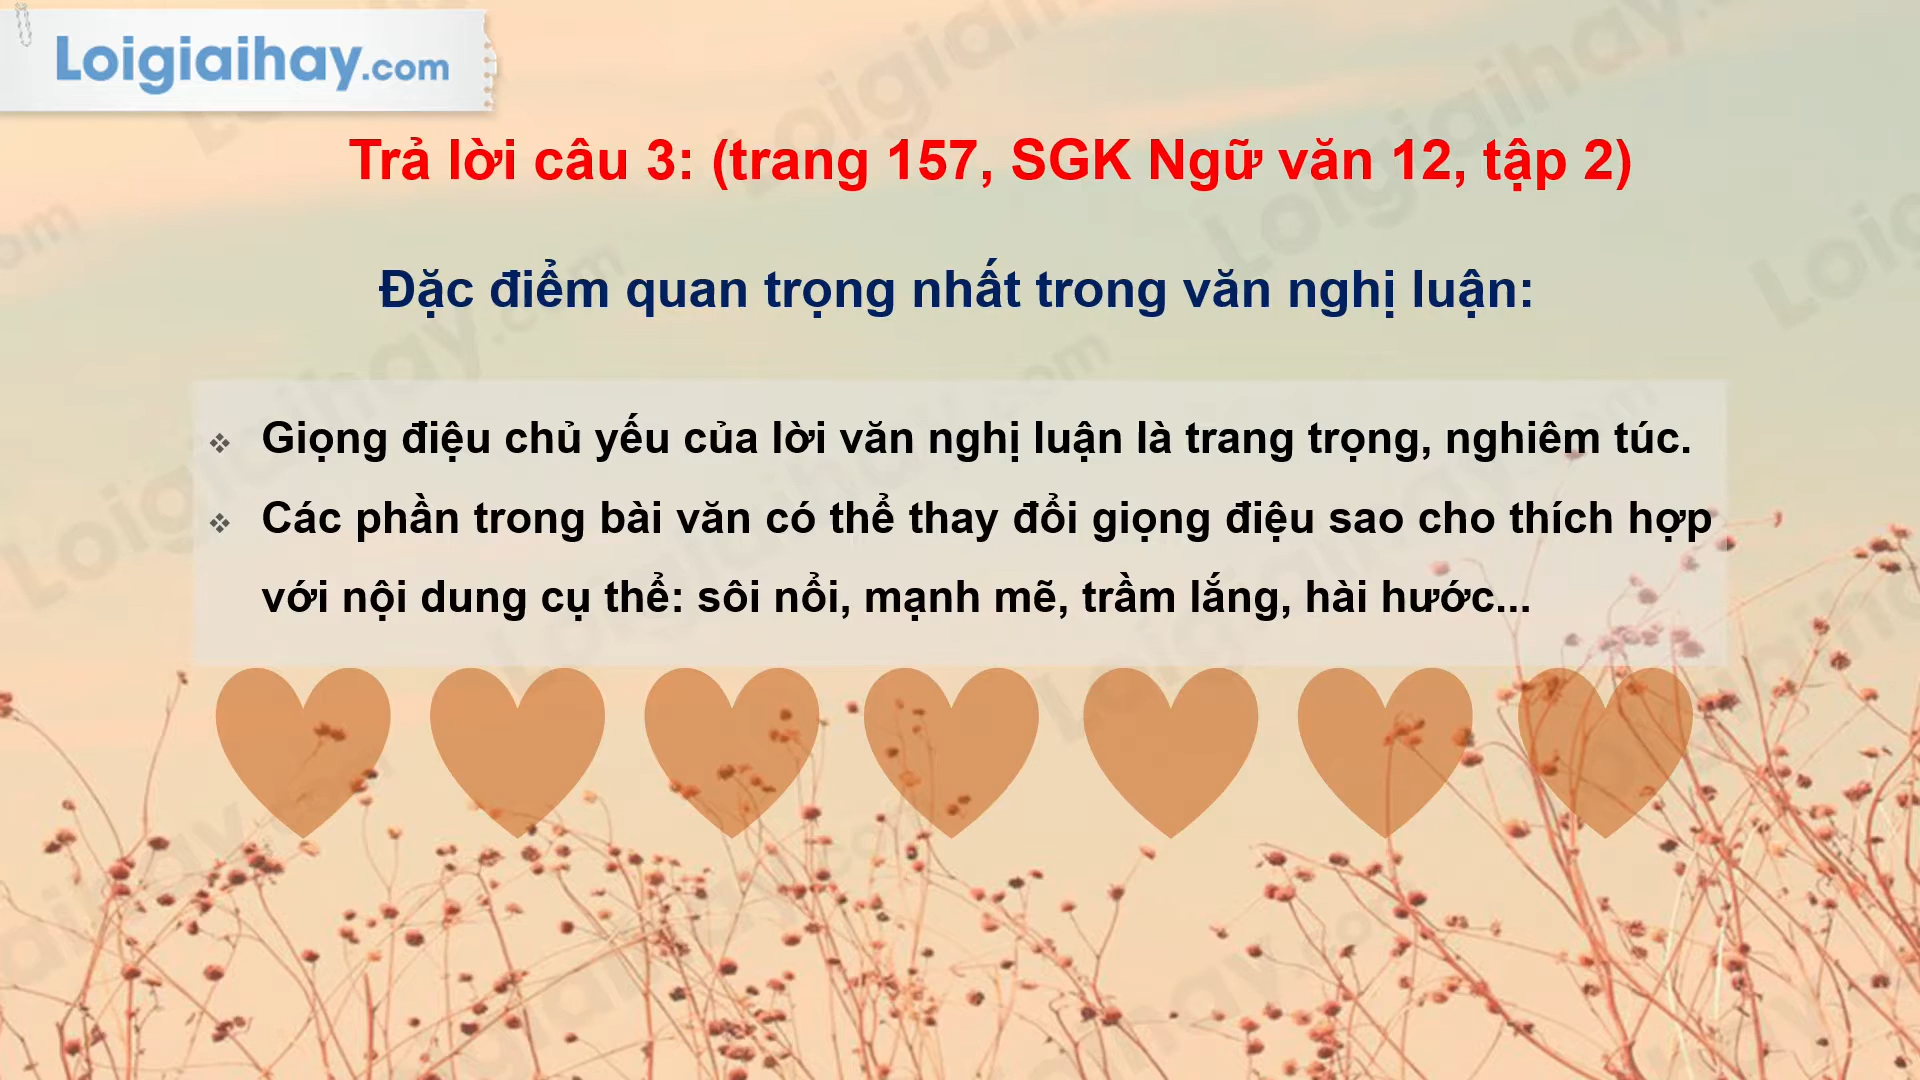 Loigiaihay.com
Trả lời câu 3: (trang 157, SGK Ngữ văn 12, tập 2)
Đặc điểm quan trọng nhất trong văn nghị luận:
Giọng điệu chủ yếu của lời văn nghị luận là trang trọng, nghiêm túc.
Các phần trong bài văn có thể thay đổi giọng điệu sao cho thích hợp
với nội dung cụ thể: sôi nổi, mạnh mẽ, trầm lắng, hài hước...